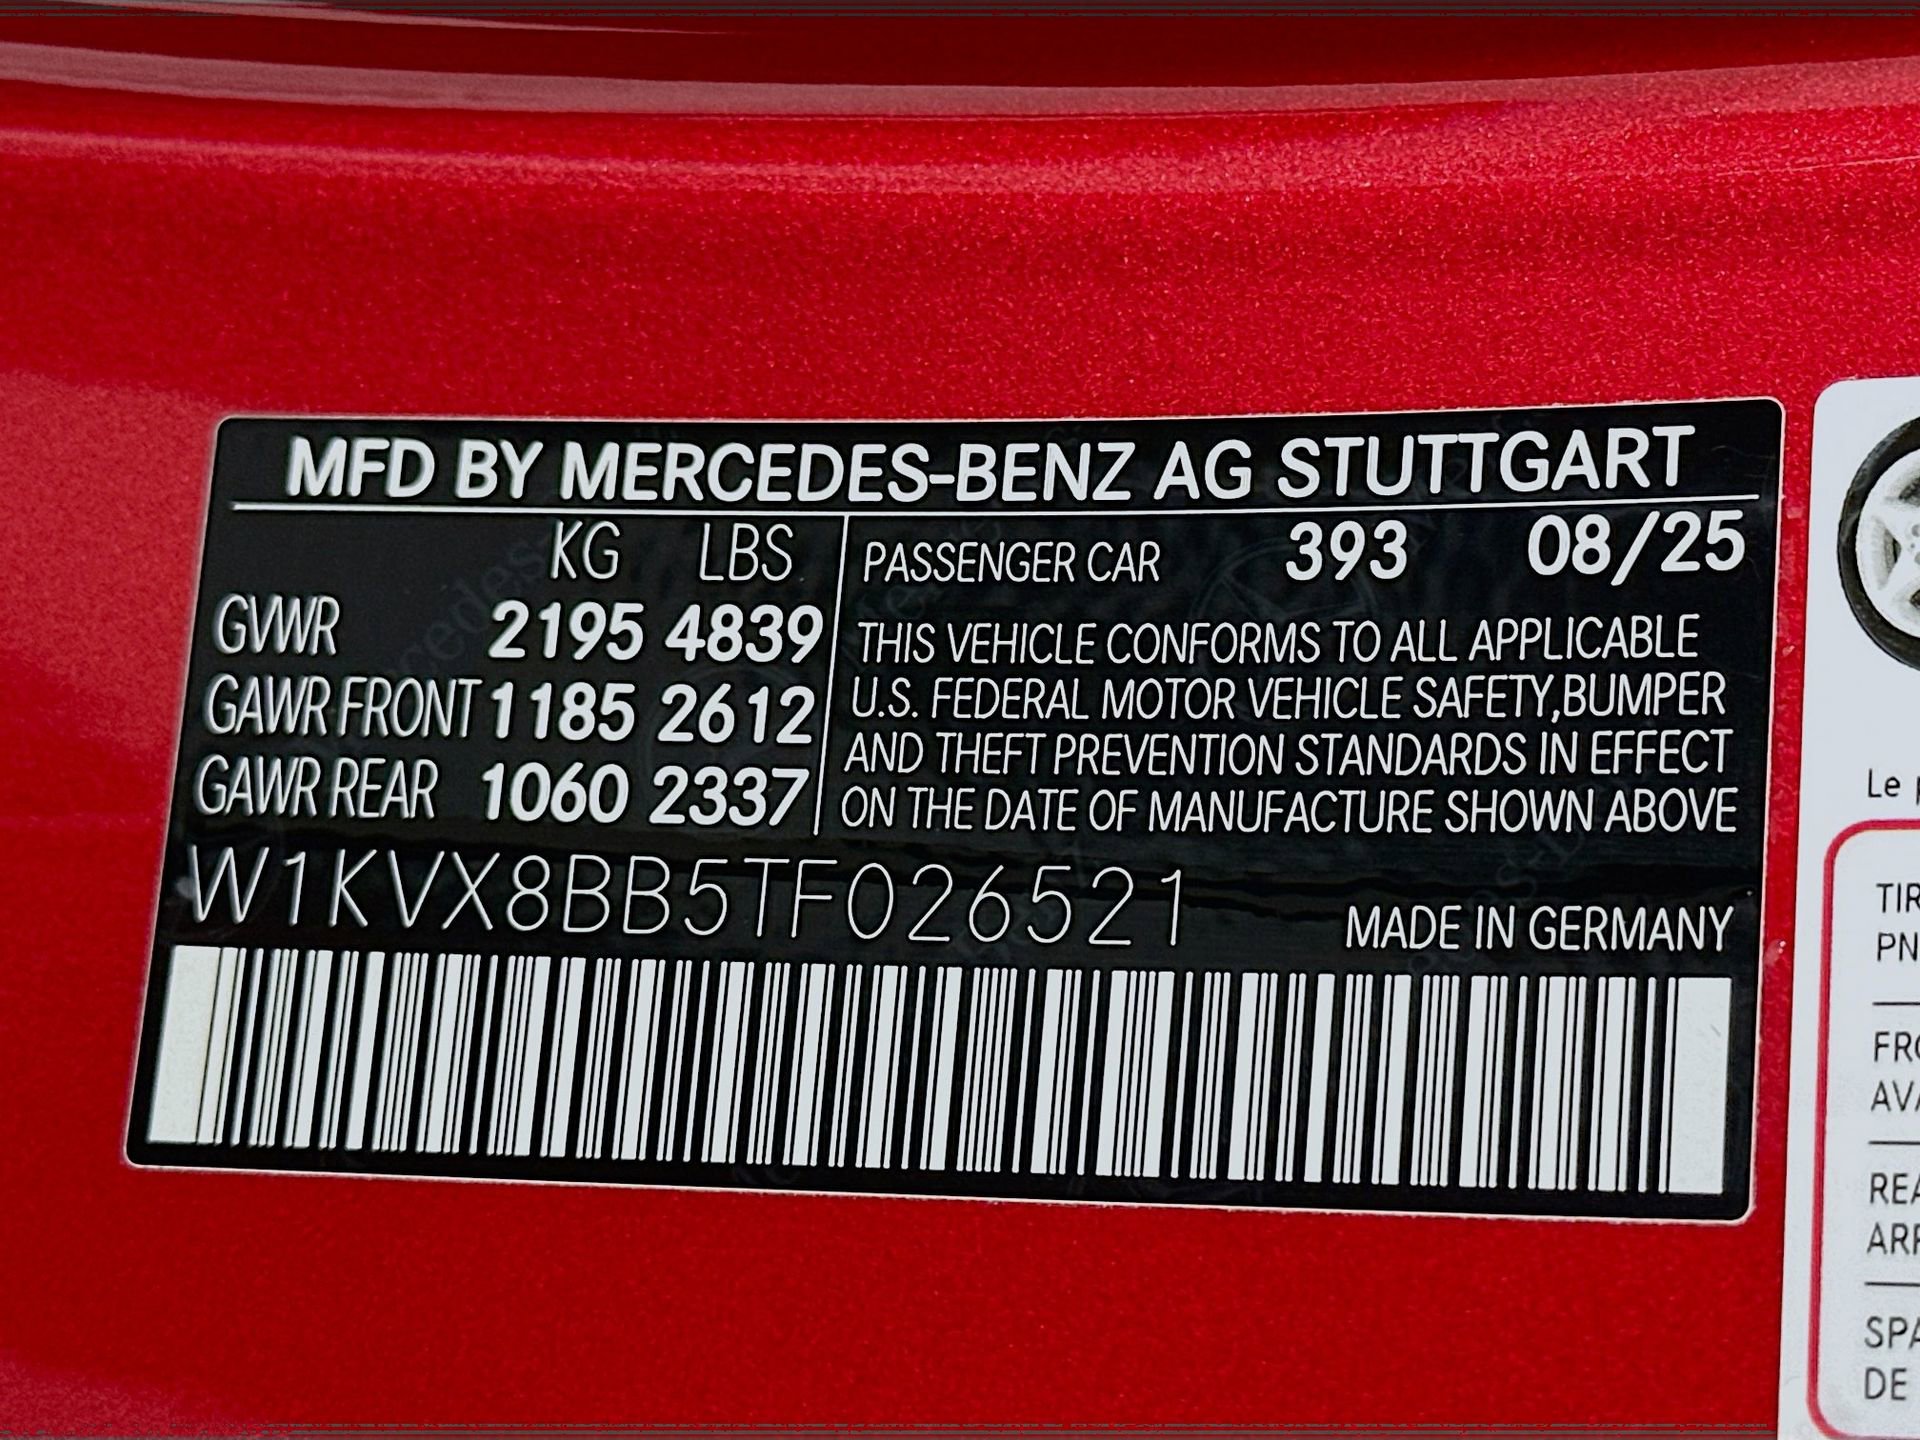 MFD BY MERCEDES-BENZ AG STUTTGART
KG LBS
GVWR 2195 4839
GAWR FRONT 1185 2612
GAWR REAR 1060 2337
PASSENGER CAR 393 08/25
THIS VEHICLE CONFORMS TO ALL APPLICABLE
U.S. FEDERAL MOTOR VEHICLE SAFETY,BUMPER
AND THEFT PREVENTION STANDARDS IN EFFECT
ON THE DATE OF MANUFACTURE SHOWN ABOVE
W1KVX8BB5TF026521
MADE IN GERMANY
Le
DE